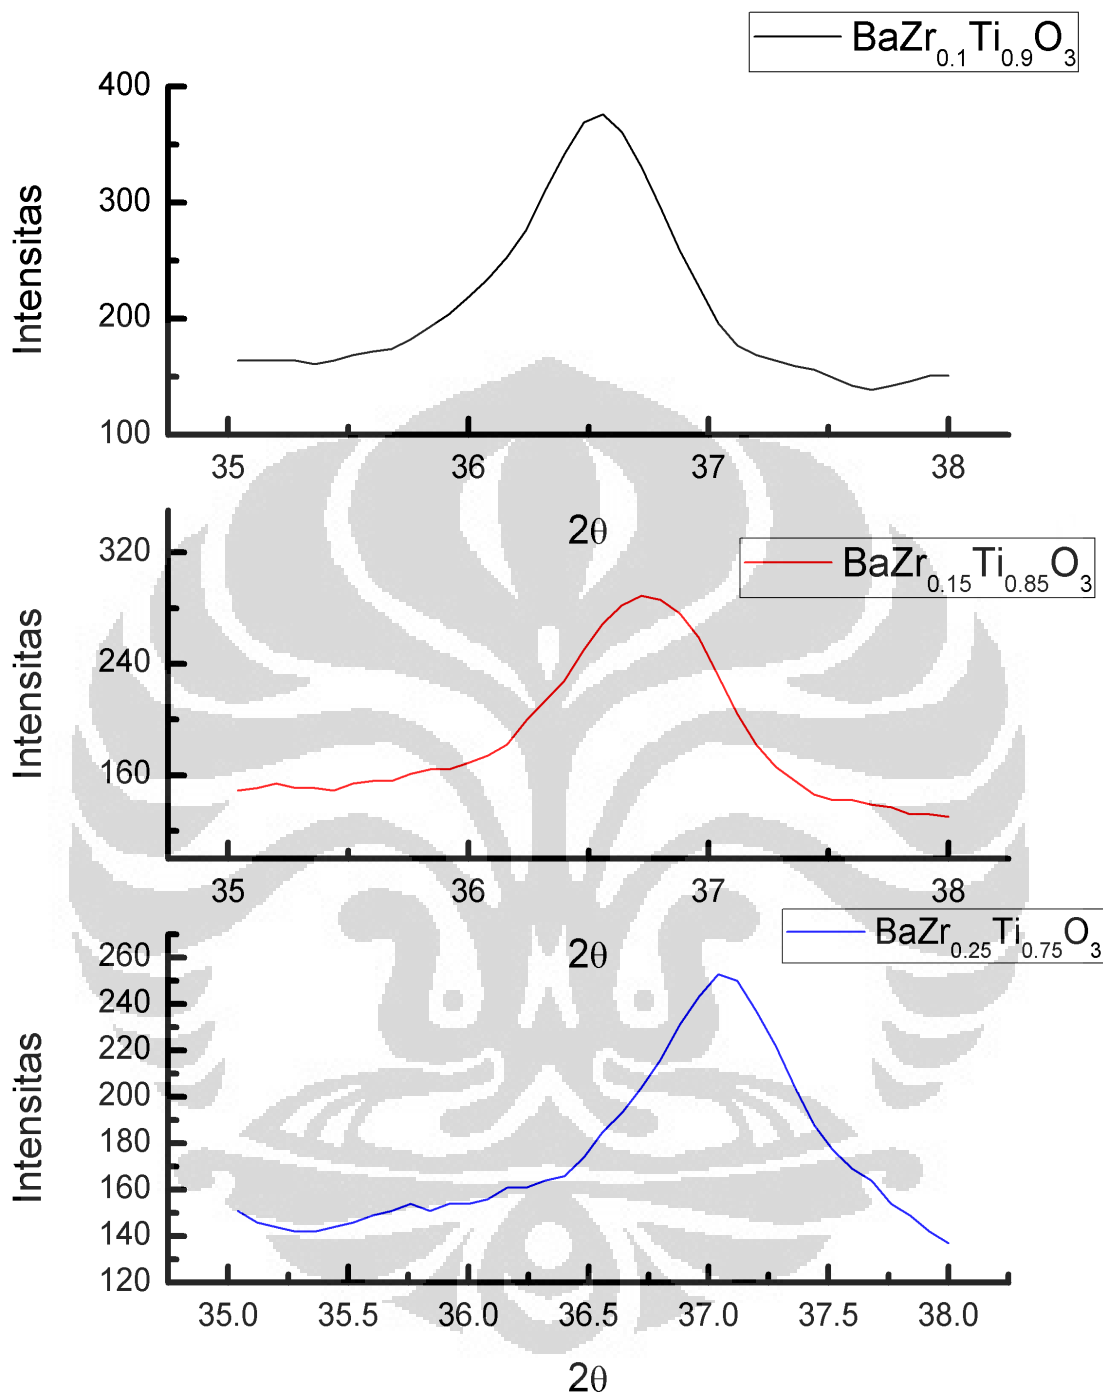 BaZr0.1Ti0.9O3
400
300
200
100
Intensitas
35 36 37 38
2θ
BaZr0.15Ti0.85O3
320
240
160
Intensitas
35 36 37 38
2θ
BaZr0.25Ti0.75O3
260
240
220
200
180
160
140
120
Intensitas
35.0 35.5 36.0 36.5 37.0 37.5 38.0
2θ